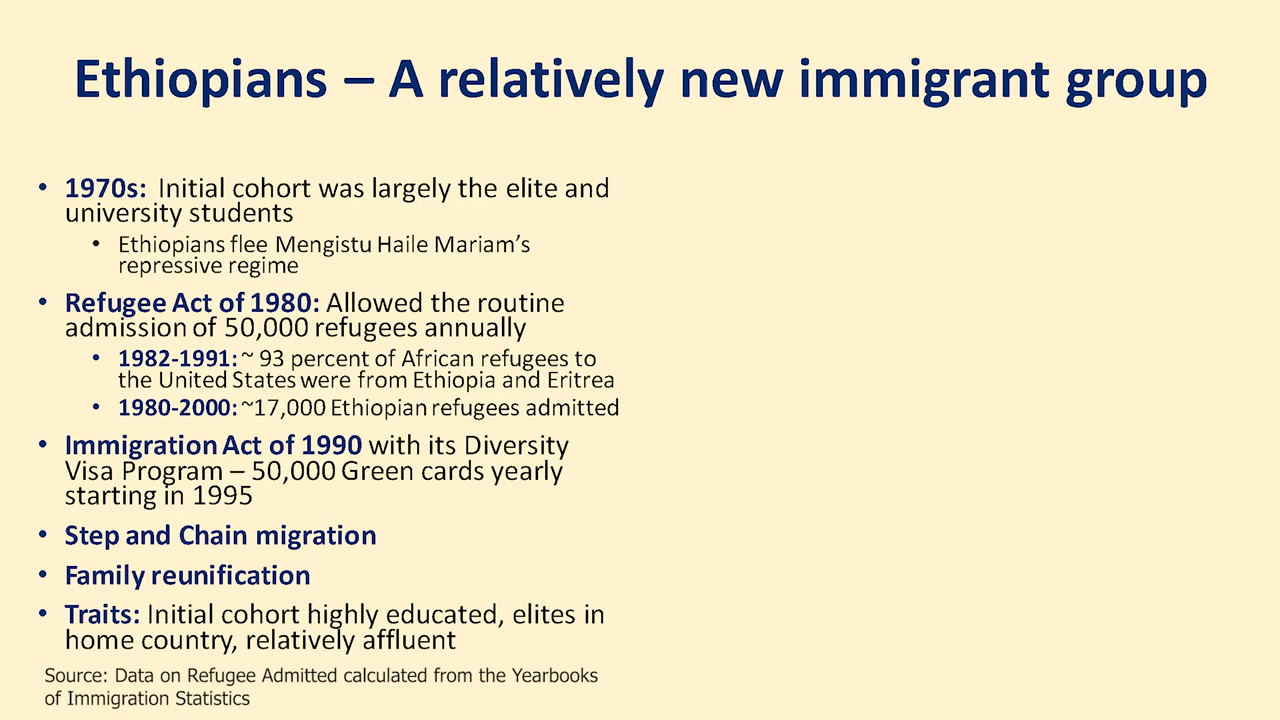 Ethiopians – A relatively new immigrant group
• 1970s: Initial cohort was largely the elite and
university students
• Ethiopians flee Mengistu Haile Mariam’s
repressive regime
• Refugee Act of 1980: Allowed the routine
admission of 50,000 refugees annually
• 1982-1991: ~ 93 percent of African refugees to
the United States were from Ethiopia and Eritrea
• 1980-2000: ~17,000 Ethiopian refugees admitted
• Immigration Act of 1990 with its Diversity
Visa Program – 50,000 Green cards yearly
starting in 1995
• Step and Chain migration
• Family reunification
• Traits: Initial cohort highly educated, elites in
home country, relatively affluent
Source: Data on Refugee Admitted calculated from the Yearbooks
of Immigration Statistics